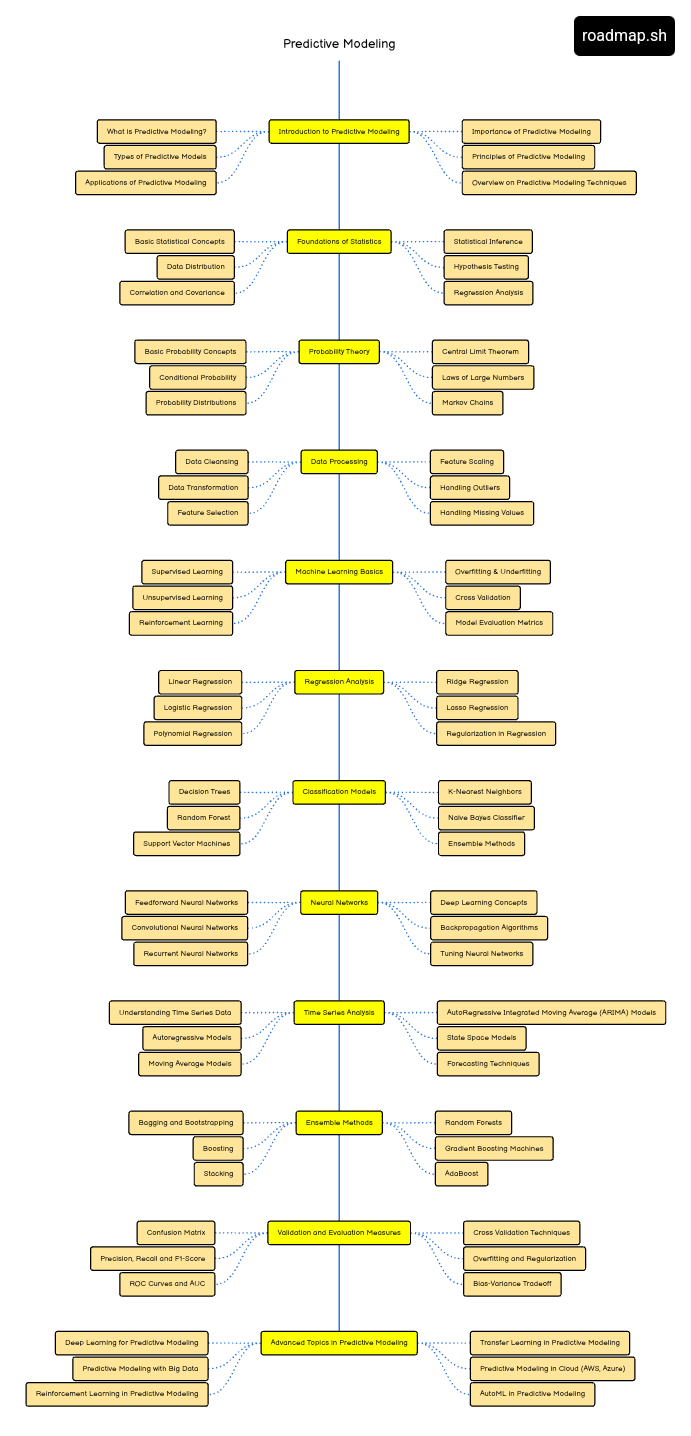 roadmap.sh
Predictive Modeling
What is Predictive Modeling?
Introduction to Predictive Modeling
Importance of Predictive Modeling
Types of Predictive Models
Principles of Predictive Modeling
Applications of Predictive Modeling
Overview on Predictive Modeling Techniques
Basic Statistical Concepts
Foundations of Statistics
Statistical Inference
Data Distribution
Hypothesis Testing
Correlation and Covariance
Regression Analysis
Basic Probability Concepts
Probability Theory
Central Limit Theorem
Conditional Probability
Laws of Large Numbers
Probability Distributions
Markov Chains
Data Cleansing
Data Processing
Feature Scaling
Data Transformation
Handling Outliers
Feature Selection
Handling Missing Values
Supervised Learning
Machine Learning Basics
Overfitting & Underfitting
Unsupervised Learning
Cross Validation
Reinforcement Learning
Model Evaluation Metrics
Linear Regression
Regression Analysis
Ridge Regression
Logistic Regression
Lasso Regression
Polynomial Regression
Regularization in Regression
Decision Trees
Classification Models
K-Nearest Neighbors
Random Forest
Naive Bayes Classifier
Support Vector Machines
Ensemble Methods
Feedforward Neural Networks
Neural Networks
Deep Learning Concepts
Convolutional Neural Networks
Backpropagation Algorithms
Recurrent Neural Networks
Tuning Neural Networks
Understanding Time Series Data
Time Series Analysis
AutoRegressive Integrated Moving Average (ARIMA) Models
Autoregressive Models
State Space Models
Moving Average Models
Forecasting Techniques
Bagging and Bootstrapping
Ensemble Methods
Random Forests
Boosting
Gradient Boosting Machines
Stacking
AdaBoost
Confusion Matrix
Validation and Evaluation Measures
Cross Validation Techniques
Precision, Recall and F1-Score
Overfitting and Regularization
ROC Curves and AUC
Bias-Variance Tradeoff
Deep Learning for Predictive Modeling
Advanced Topics in Predictive Modeling
Transfer Learning in Predictive Modeling
Predictive Modeling with Big Data
Predictive Modeling in Cloud (AWS, Azure)
Reinforcement Learning in Predictive Modeling
AutoML in Predictive Modeling